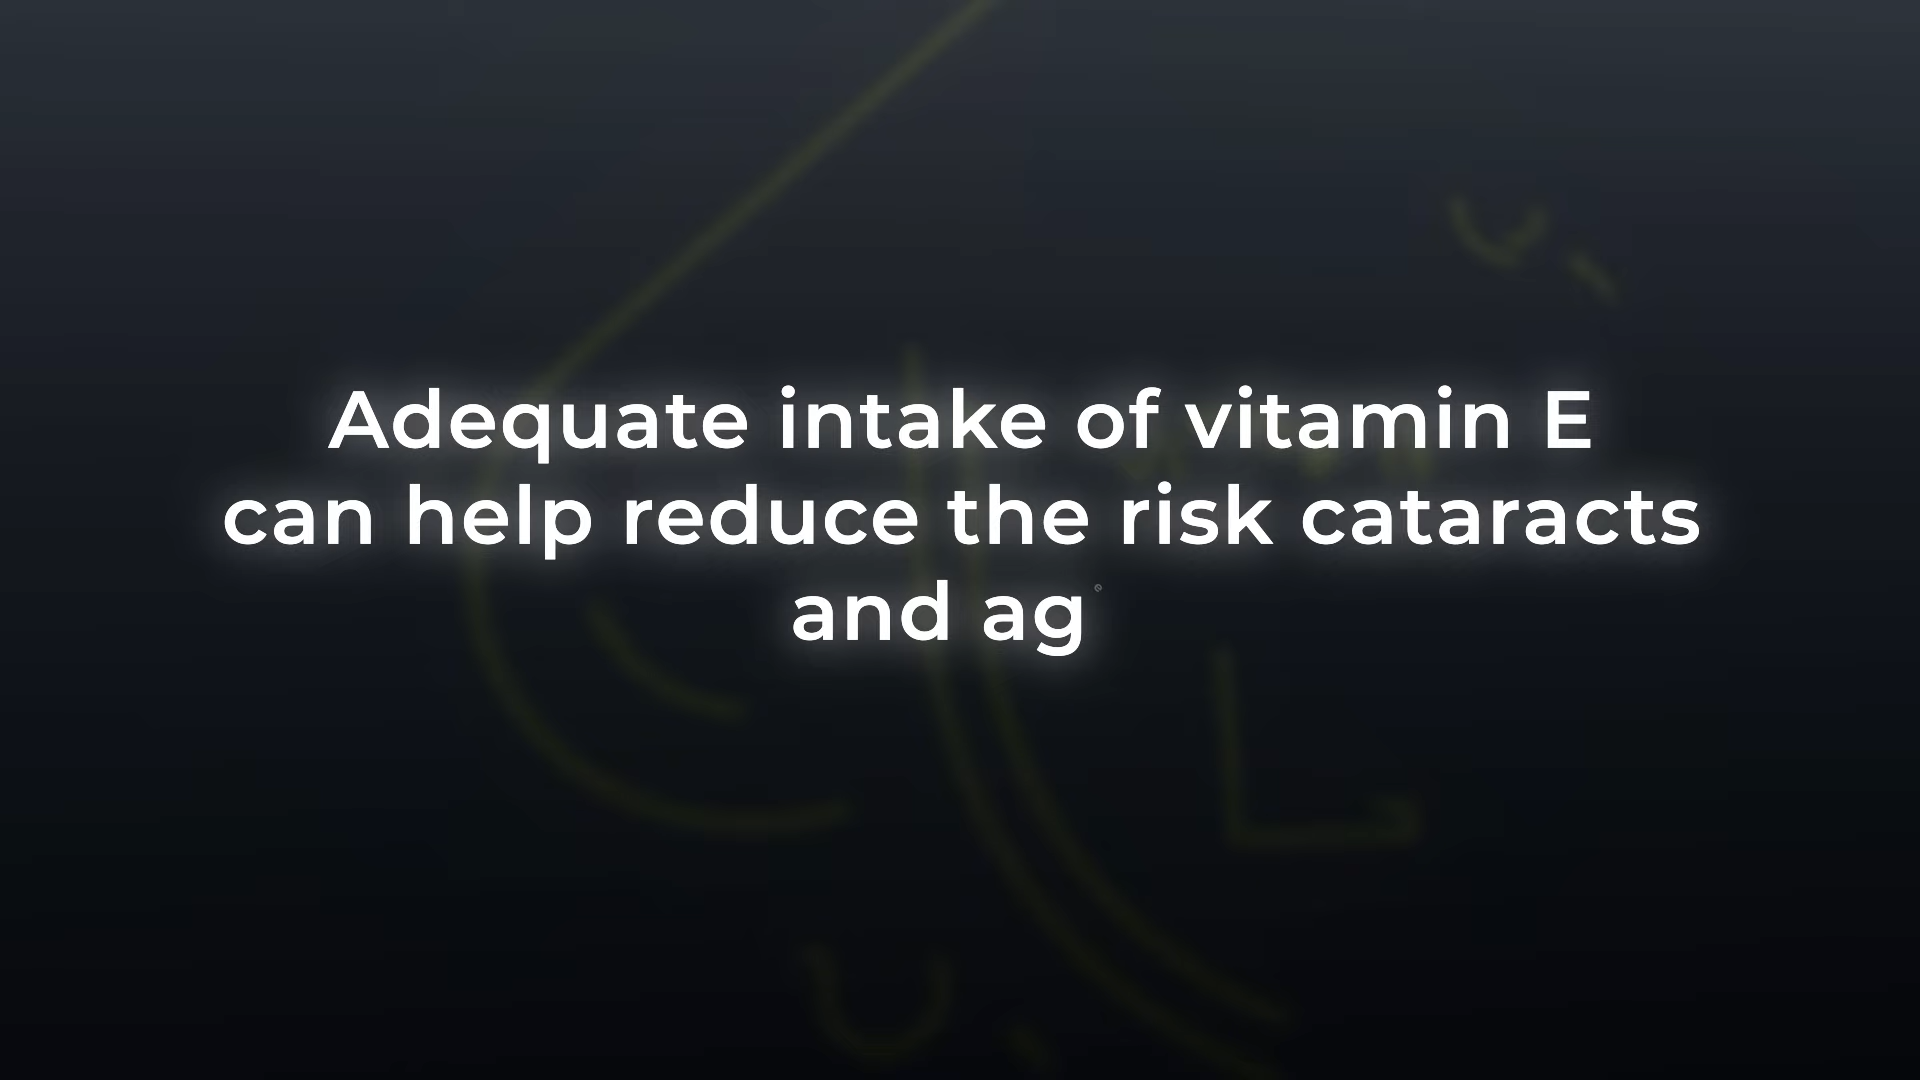 Adequate intake of vitamin E
can help reduce the risk cataracts
and ag